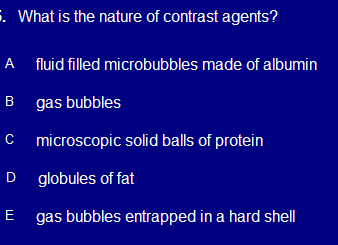 . What is the nature of contrast agents?
A fluid filled microbubbles made of albumin
B gas bubbles
C microscopic solid balls of protein
D globules of fat
E gas bubbles entrapped in a hard shell